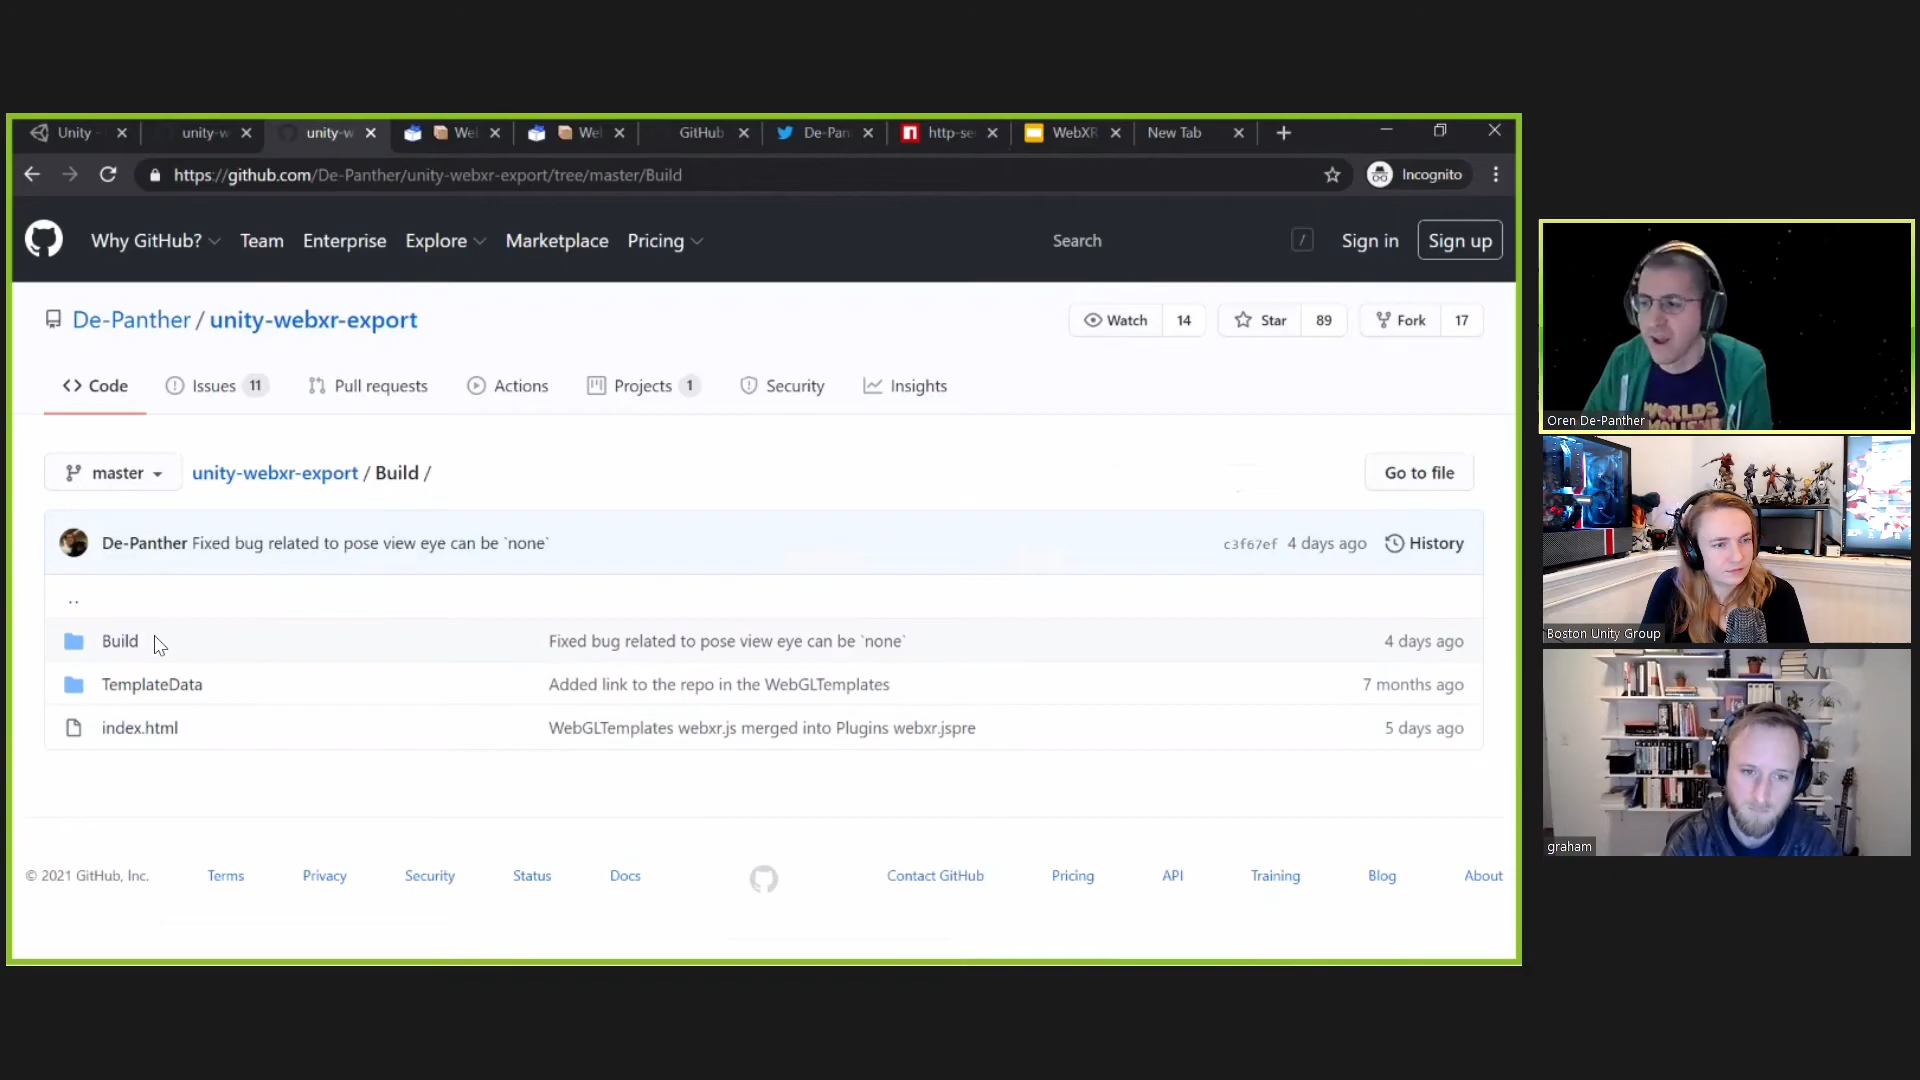 Unity
unity-w
unity-w
We
We
GitHub
De-Pan
http-se
WebXR
New Tab
https://github.com/De-Panther/unity-webxr-export/tree/master/Build
Incognito
Why GitHub?
Team
Enterprise
Explore
Marketplace
Pricing
Search
/
Sign in
Sign up
De-Panther / unity-webxr-export
Watch 14
Star 89
Fork 17
Code
Issues 11
Pull requests
Actions
Projects 1
Security
Insights
master
unity-webxr-export / Build /
Go to file
De-Panther Fixed bug related to pose view eye can be `none`
c3f67ef 4 days ago
History
..
Build Fixed bug related to pose view eye can be `none` 4 days ago
TemplateData Added link to the repo in the WebGLTemplates 7 months ago
index.html WebGLTemplates webxr.js merged into Plugins webxr.jspre 5 days ago
© 2021 GitHub, Inc.
Terms
Privacy
Security
Status
Docs
Contact GitHub
Pricing
API
Training
Blog
About
WORLDS
Oren De-Panther
Boston Unity Group
graham